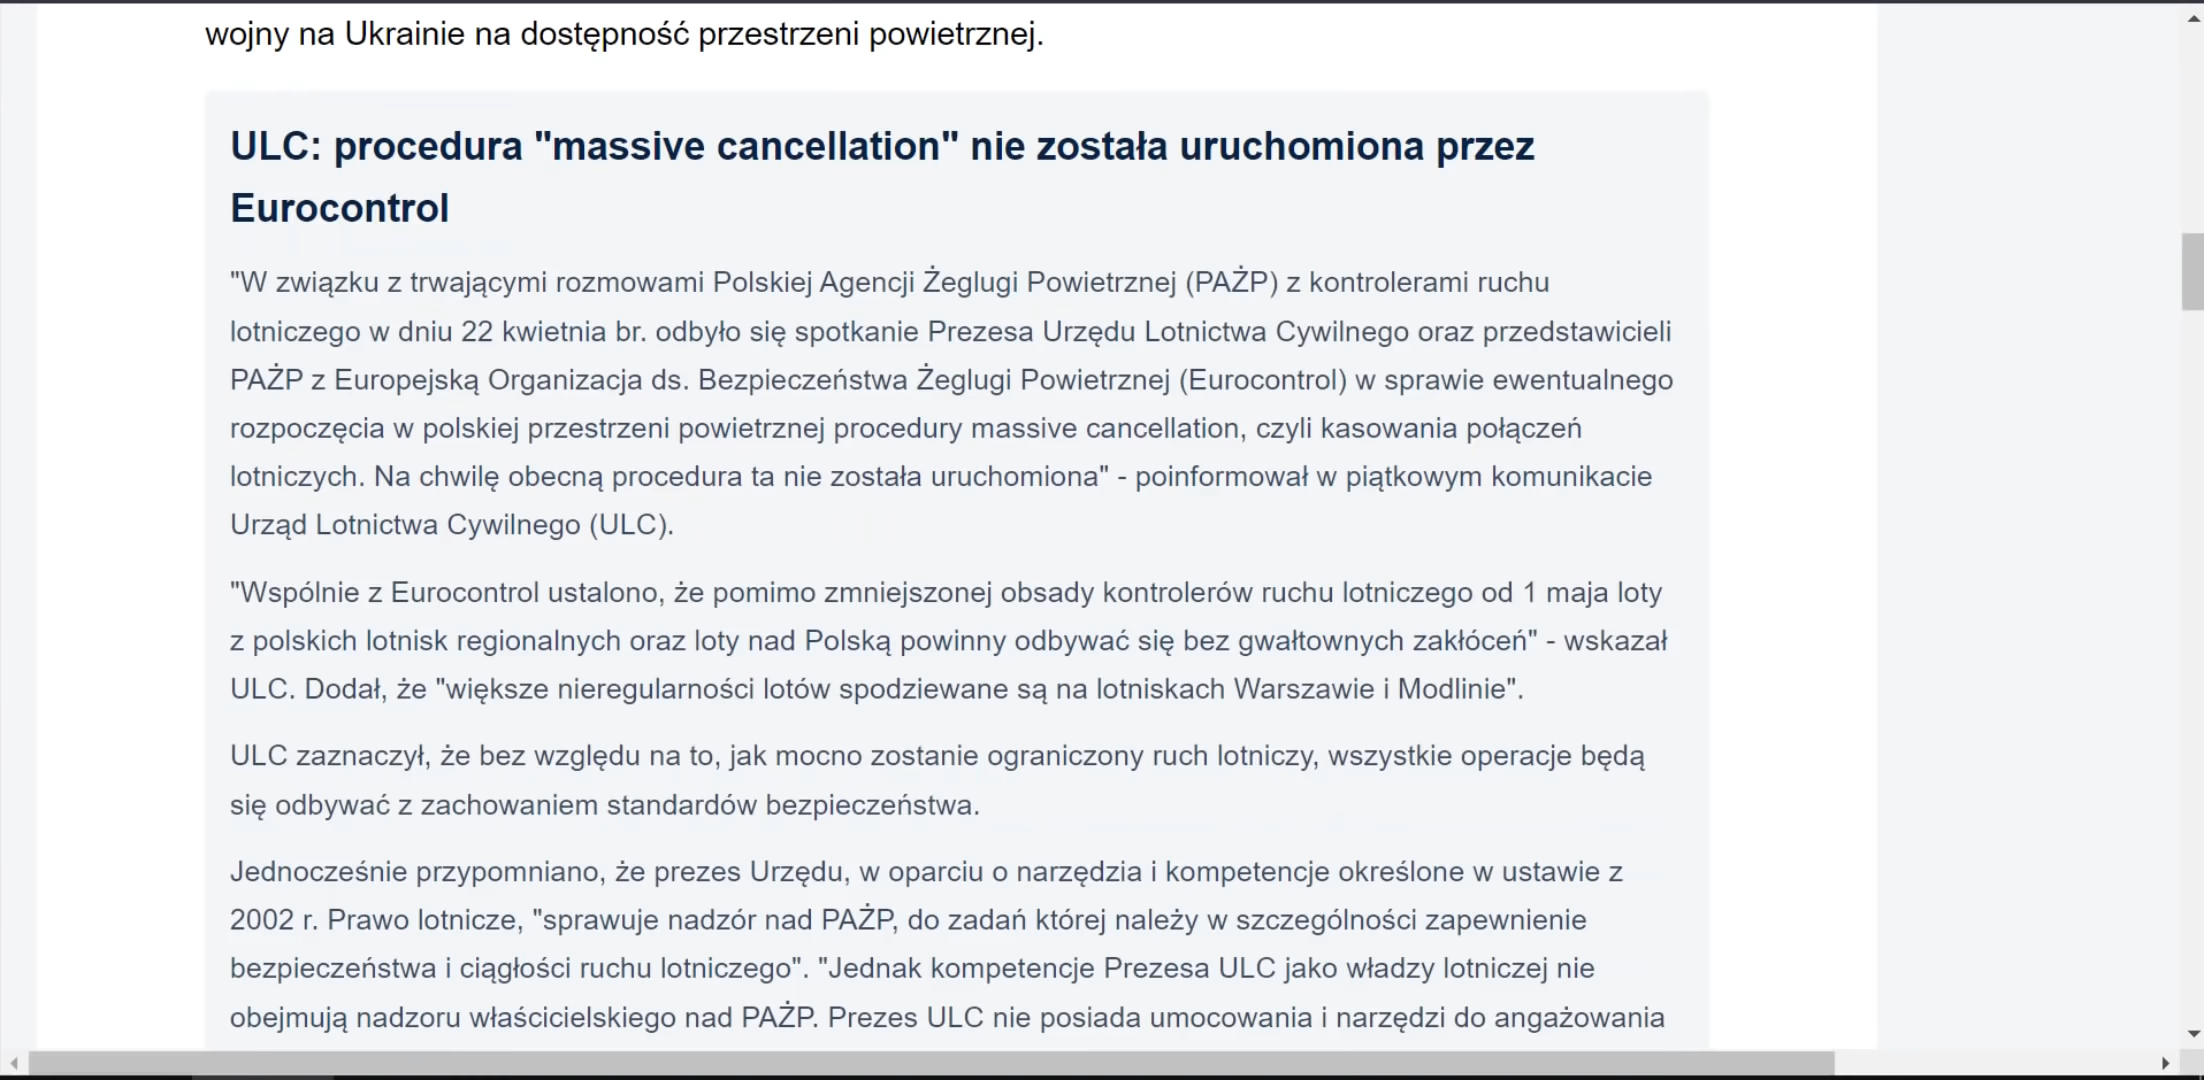 wojny na Ukrainie na dostępność przestrzeni powietrznej.
ULC: procedura "massive cancellation" nie została uruchomiona przez
Eurocontrol
"W związku z trwającymi rozmowami Polskiej Agencji Żeglugi Powietrznej (PAŻP) z kontrolerami ruchu
lotniczego w dniu 22 kwietnia br. odbyło się spotkanie Prezesa Urzędu Lotnictwa Cywilnego oraz przedstawicieli
PAŻP z Europejską Organizacja ds. Bezpieczeństwa Żeglugi Powietrznej (Eurocontrol) w sprawie ewentualnego
rozpoczęcia w polskiej przestrzeni powietrznej procedury massive cancellation, czyli kasowania połączeń
lotniczych. Na chwilę obecną procedura ta nie została uruchomiona" - poinformował w piątkowym komunikacie
Urząd Lotnictwa Cywilnego (ULC).
"Wspólnie z Eurocontrol ustalono, że pomimo zmniejszonej obsady kontrolerów ruchu lotniczego od 1 maja loty
z polskich lotnisk regionalnych oraz loty nad Polską powinny odbywać się bez gwałtownych zakłóceń" - wskazał
ULC. Dodał, że "większe nieregularności lotów spodziewane są na lotniskach Warszawie i Modlinie".
ULC zaznaczył, że bez względu na to, jak mocno zostanie ograniczony ruch lotniczy, wszystkie operacje będą
się odbywać z zachowaniem standardów bezpieczeństwa.
Jednocześnie przypomniano, że prezes Urzędu, w oparciu o narzędzia i kompetencje określone w ustawie z
2002 r. Prawo lotnicze, "sprawuje nadzór nad PAŻP, do zadań której należy w szczególności zapewnienie
bezpieczeństwa i ciągłości ruchu lotniczego". "Jednak kompetencje Prezesa ULC jako władzy lotniczej nie
obejmują nadzoru właścicielskiego nad PAŻP. Prezes ULC nie posiada umocowania i narzędzi do angażowania